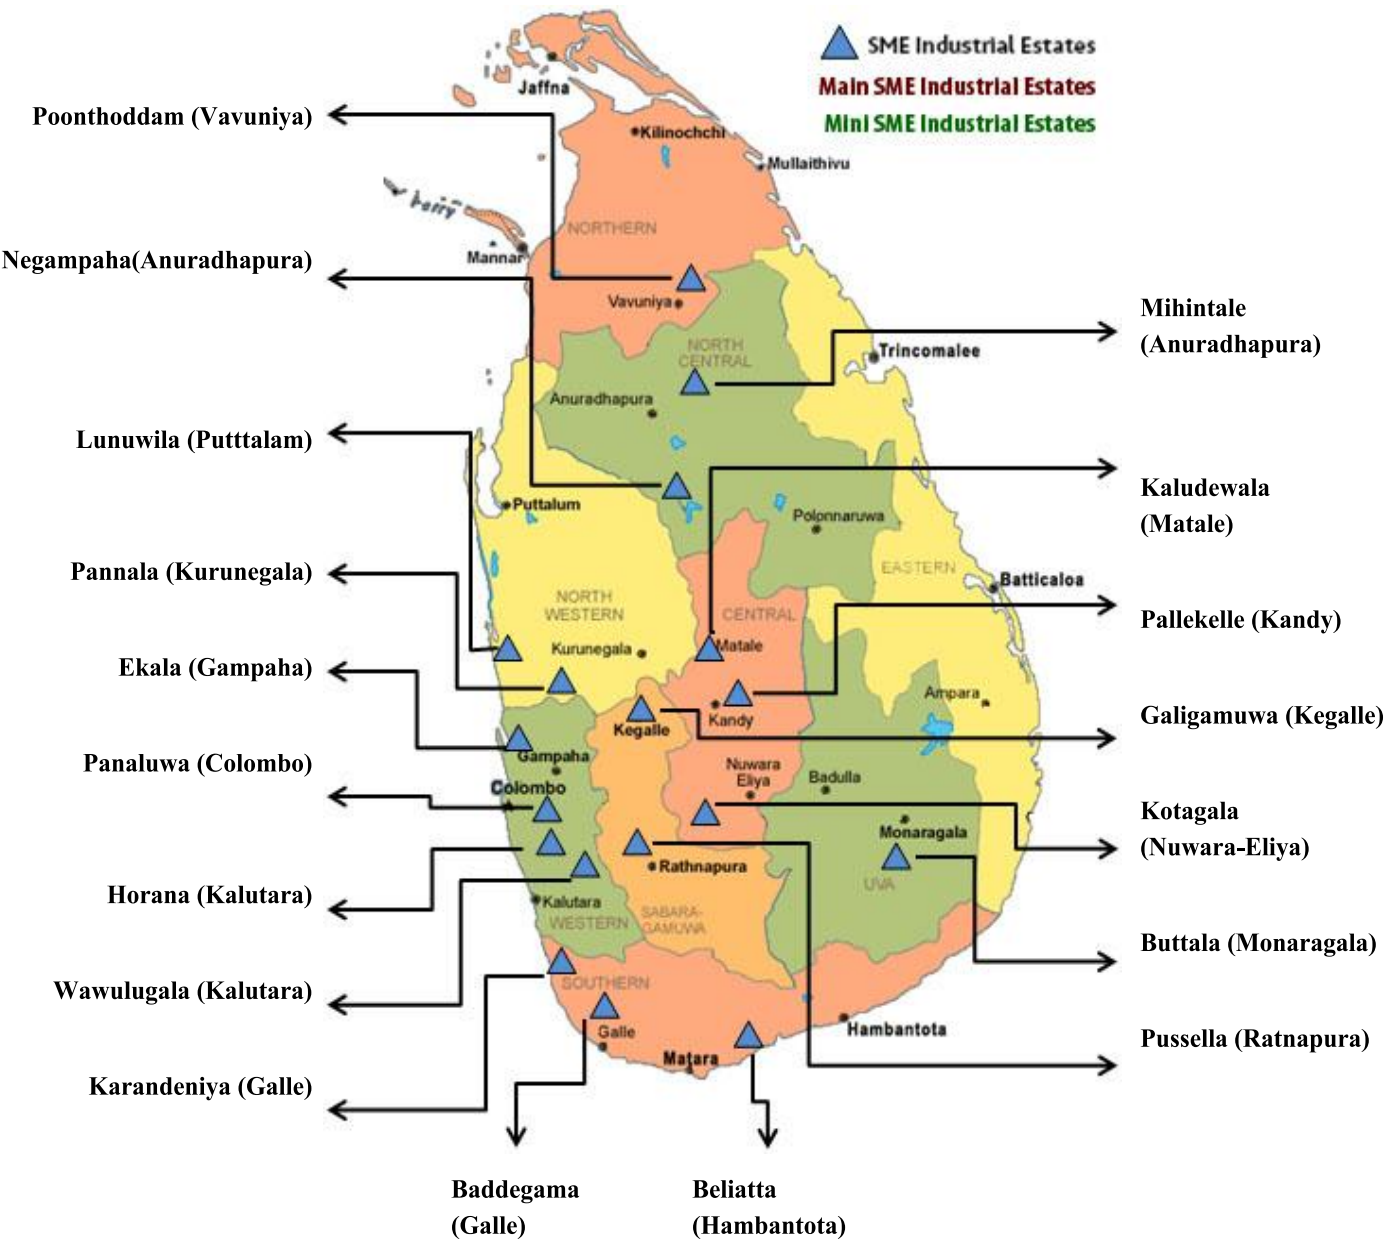 SME Industrial Estates
Main SME Industrial Estates
Mini SME Industrial Estates
Poonthoddam (Vavuniya)
Negampaha(Anuradhapura)
Lunuwila (Putttalam)
Pannala (Kurunegala)
Ekala (Gampaha)
Panaluwa (Colombo)
Horana (Kalutara)
Wawulugala (Kalutara)
Karandeniya (Galle)
Baddegama
(Galle)
Beliatta
(Hambantota)
Mihintale
(Anuradhapura)
Kaludewala
(Matale)
Pallekelle (Kandy)
Galigamuwa (Kegalle)
Kotagala
(Nuwara-Eliya)
Buttala (Monaragala)
Pussella (Ratnapura)
Jaffna
Kilinochchi
Mullaithivu
ferry
NORTHERN
Mannar
Vavuniya
NORTH
CENTRAL
Trincomalee
Anuradhapura
Puttalum
Polonnaruwa
EASTERN
Batticaloa
NORTH
WESTERN
CENTRAL
Kurunegala
Matale
Ampara
Kandy
Kegalle
Gampaha
Nuwara
Eliya
Badulla
Colombo
Monaragala
Rathnapura
UVA
Kalutara
WESTERN
SABARA-
GAMUWA
SOUTHERN
Galle
Hambantota
Matara